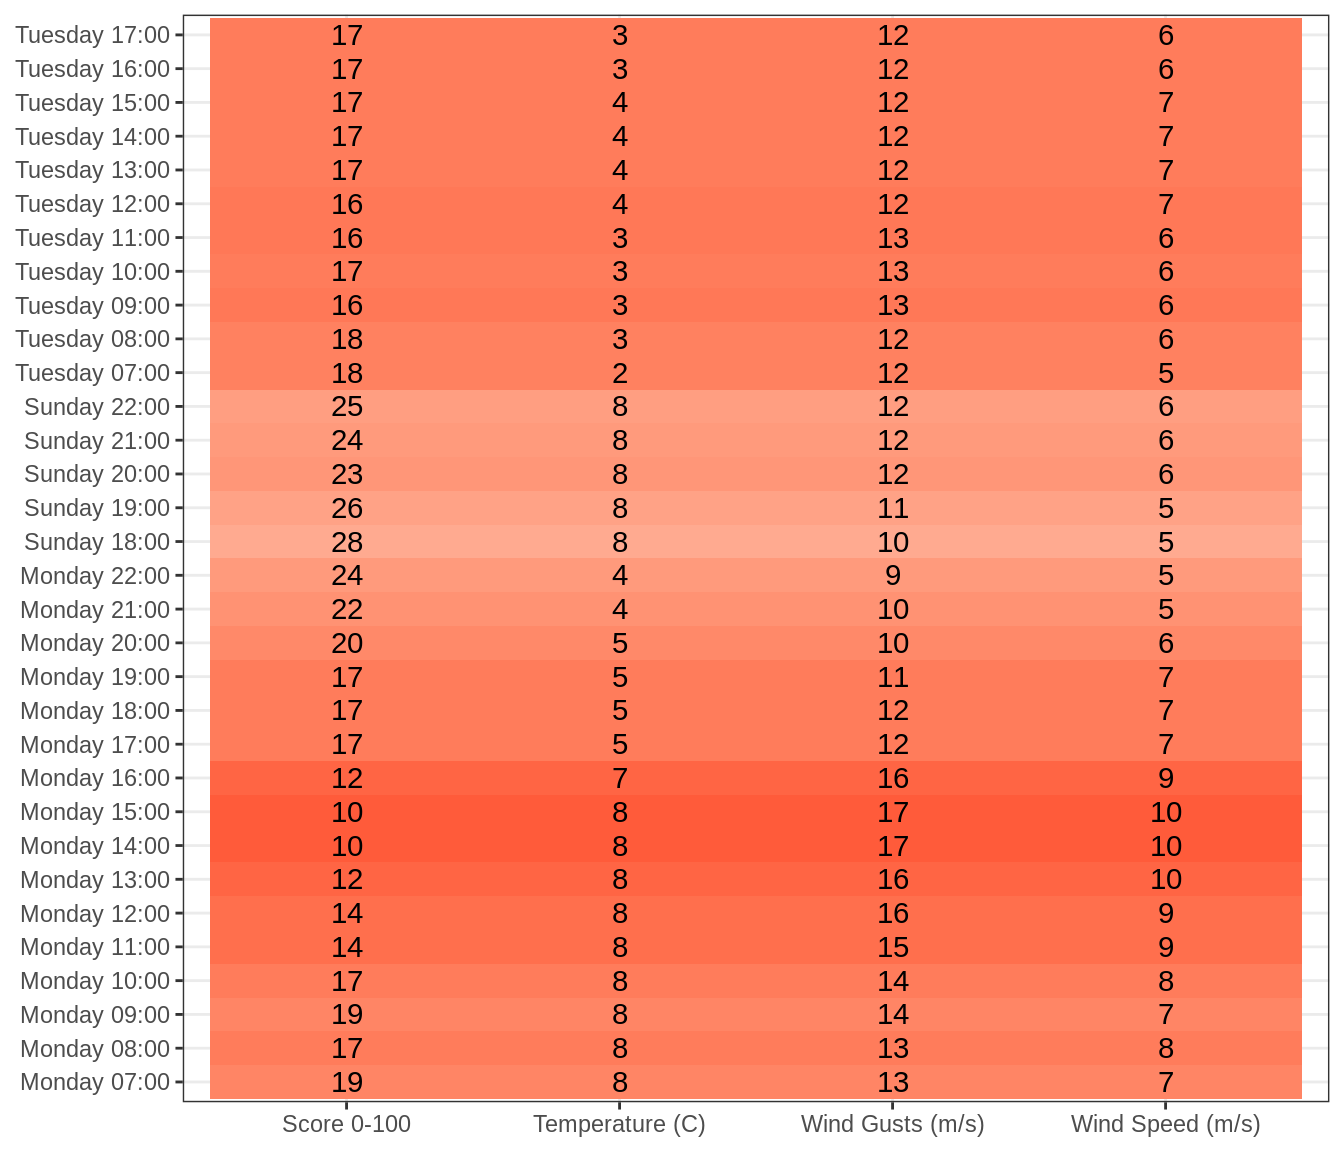 Tuesday 17:00 17 3 12 6
Tuesday 16:00 17 3 12 6
Tuesday 15:00 17 4 12 7
Tuesday 14:00 17 4 12 7
Tuesday 13:00 17 4 12 7
Tuesday 12:00 16 4 12 7
Tuesday 11:00 16 3 13 6
Tuesday 10:00 17 3 13 6
Tuesday 09:00 16 3 13 6
Tuesday 08:00 18 3 12 6
Tuesday 07:00 18 2 12 5
Sunday 22:00 25 8 12 6
Sunday 21:00 24 8 12 6
Sunday 20:00 23 8 12 6
Sunday 19:00 26 8 11 5
Sunday 18:00 28 8 10 5
Monday 22:00 24 4 9 5
Monday 21:00 22 4 10 5
Monday 20:00 20 5 10 6
Monday 19:00 17 5 11 7
Monday 18:00 17 5 12 7
Monday 17:00 17 5 12 7
Monday 16:00 12 7 16 9
Monday 15:00 10 8 17 10
Monday 14:00 10 8 17 10
Monday 13:00 12 8 16 10
Monday 12:00 14 8 16 9
Monday 11:00 14 8 15 9
Monday 10:00 17 8 14 8
Monday 09:00 19 8 14 7
Monday 08:00 17 8 13 8
Monday 07:00 19 8 13 7
Score 0-100 Temperature (C) Wind Gusts (m/s) Wind Speed (m/s)